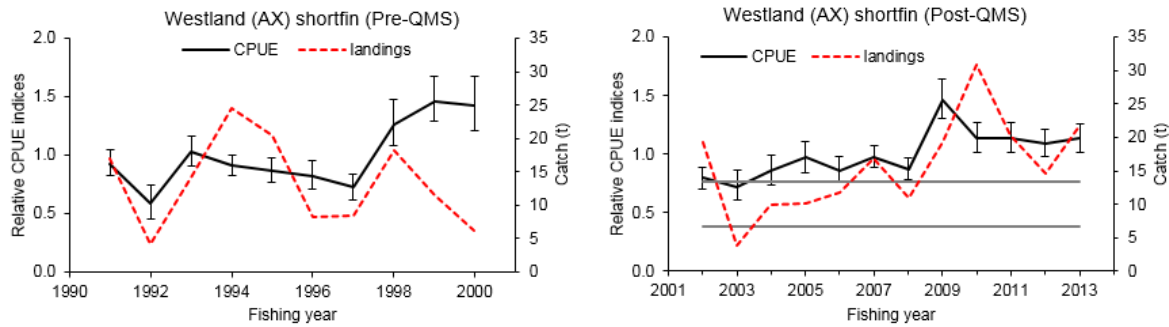 Westland (AX) shortfin (Pre-QMS)
CPUE landings
Relative CPUE indices
2.0
1.5
1.0
0.5
0.0
35
30
25
20
15
10
5
0
Catch (t)
1990 1992 1994 1996 1998 2000
Fishing year
Westland (AX) shortfin (Post-QMS)
CPUE landings
Relative CPUE indices
2.0
1.5
1.0
0.5
0.0
35
30
25
20
15
10
5
0
Catch (t)
2001 2003 2005 2007 2009 2011 2013
Fishing year